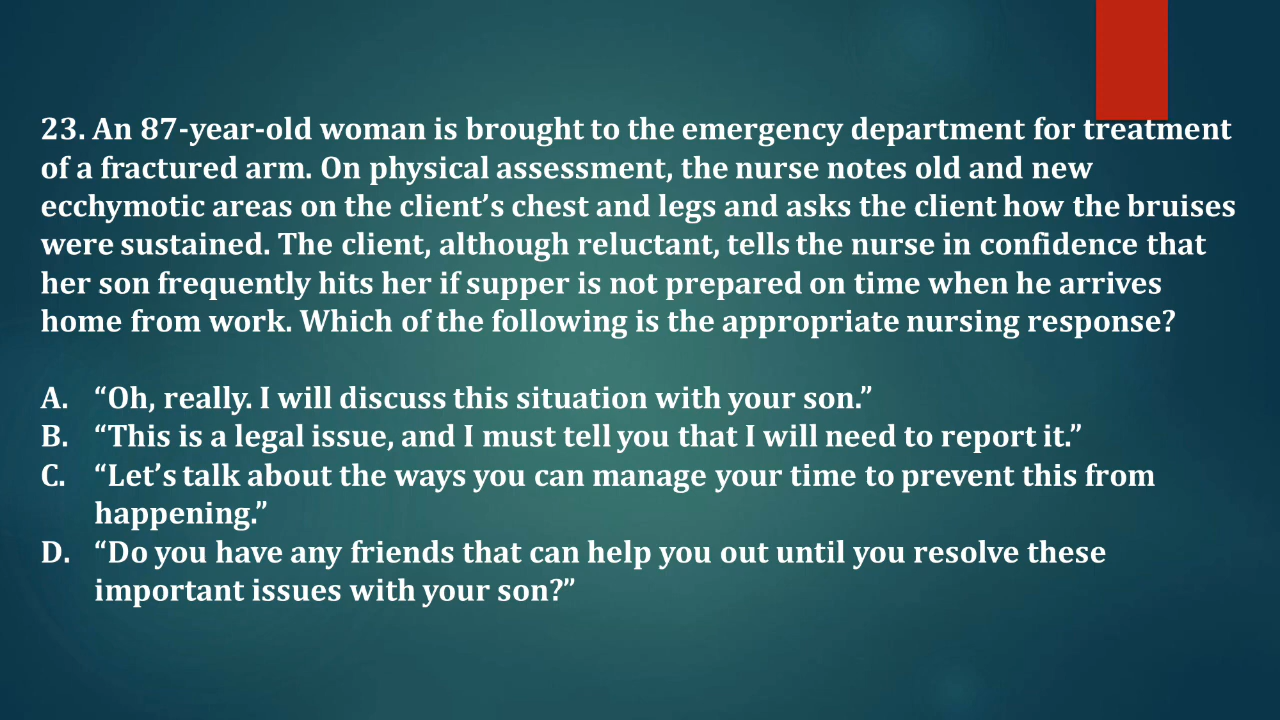 23. An 87-year-old woman is brought to the emergency department for treatment
of a fractured arm. On physical assessment, the nurse notes old and new
ecchymotic areas on the client’s chest and legs and asks the client how the bruises
were sustained. The client, although reluctant, tells the nurse in confidence that
her son frequently hits her if supper is not prepared on time when he arrives
home from work. Which of the following is the appropriate nursing response?
A. “Oh, really. I will discuss this situation with your son.”
B. “This is a legal issue, and I must tell you that I will need to report it.”
C. “Let’s talk about the ways you can manage your time to prevent this from
happening.”
D. “Do you have any friends that can help you out until you resolve these
important issues with your son?”